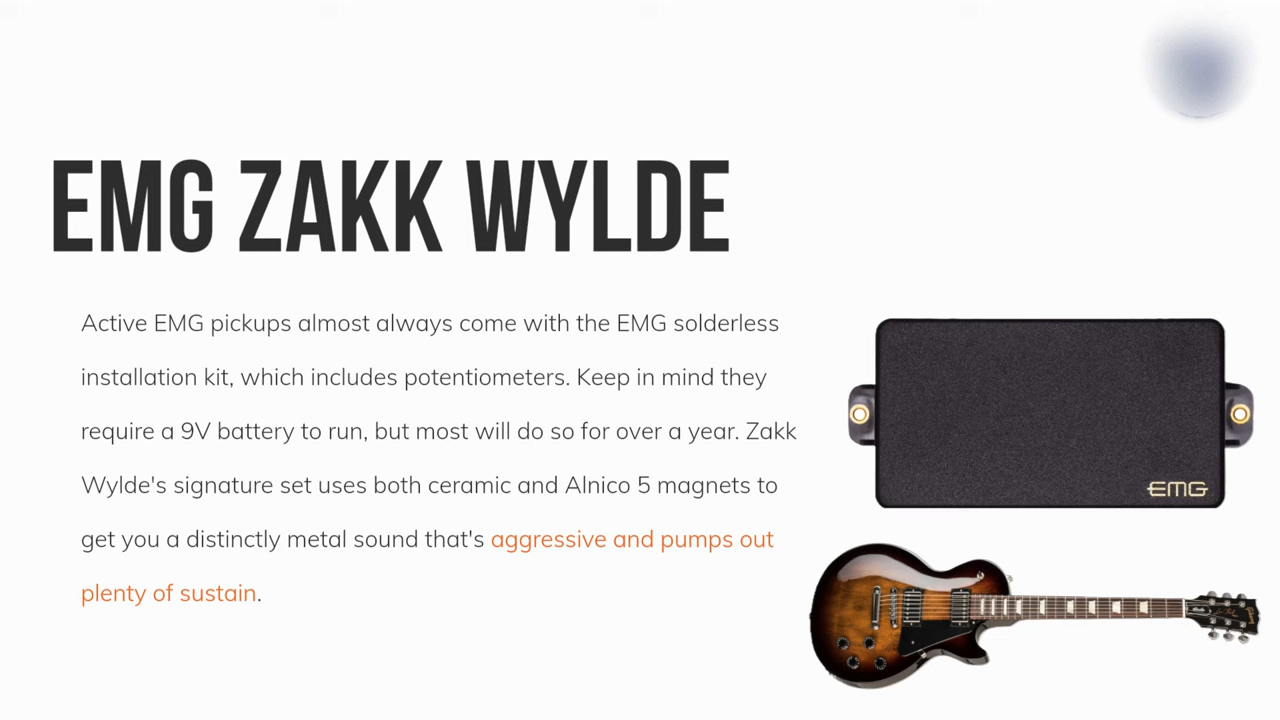 EMG ZAKK WYLDE
Active EMG pickups almost always come with the EMG solderless
installation kit, which includes potentiometers. Keep in mind they
require a 9V battery to run, but most will do so for over a year. Zakk
Wylde's signature set uses both ceramic and Alnico 5 magnets to
get you a distinctly metal sound that's aggressive and pumps out
plenty of sustain.
EMG